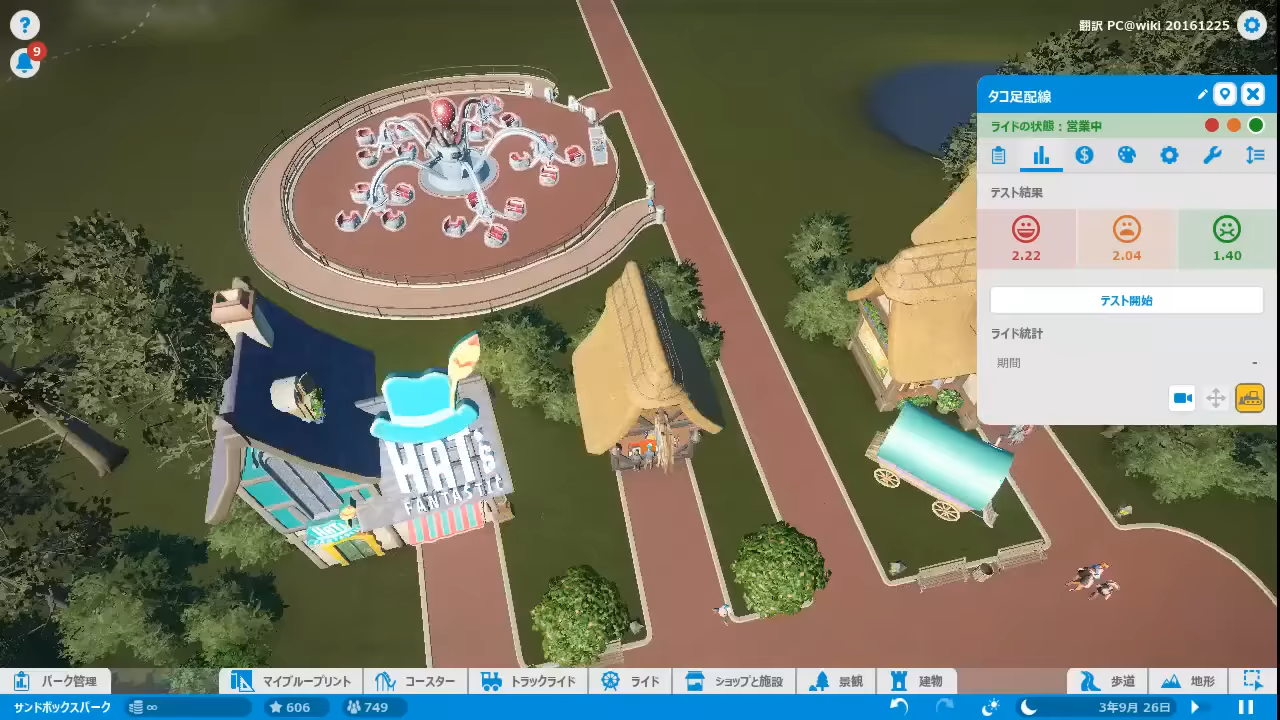 ?
9
翻訳 PC@wiki 20161225
タコ足配線
ライドの状態：営業中
テスト結果
2.22
2.04
1.40
テスト開始
ライド統計
期間
-
HATS
FANTASTIC
HATS
パーク管理
マイブループリント
コースター
トラックライド
ライド
ショップと施設
景観
建物
歩道
地形
サンドボックスパーク
∞
606
749
3年9月 26日